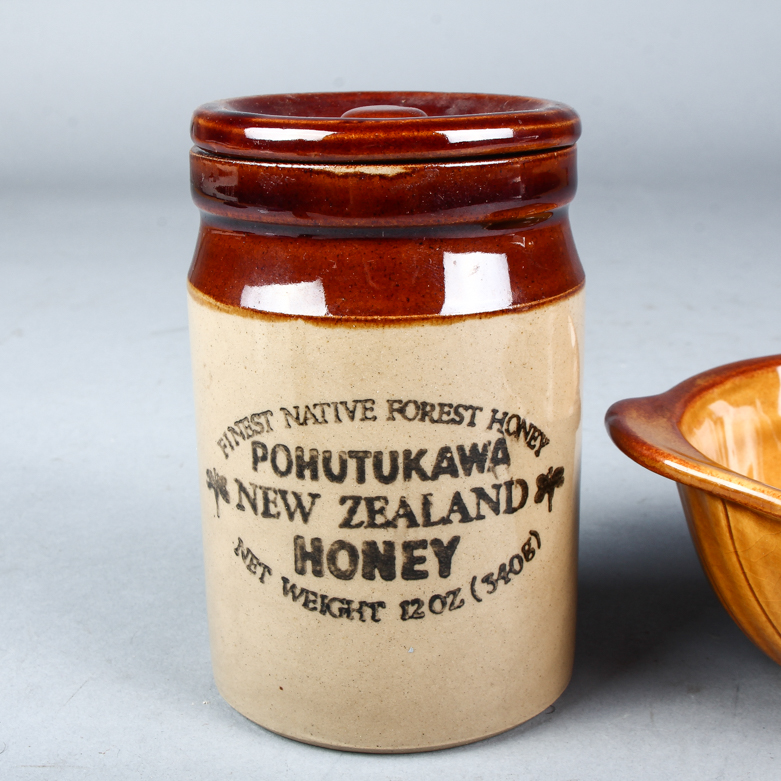 FINEST NATIVE FOREST HONEY
POHUTUKAWA
NEW ZEALAND
HONEY
NET WEIGHT 12 OZ (340g)